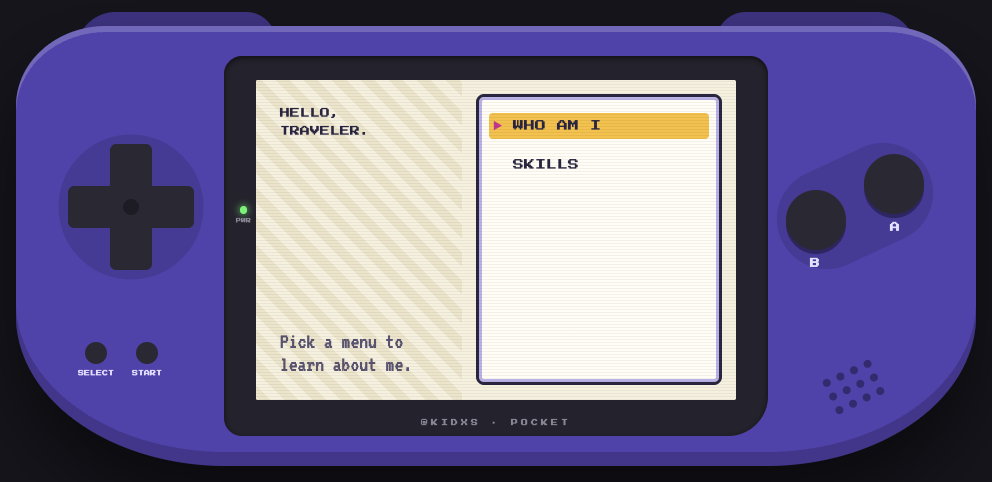 HELLO,
TRAVELER.
▶ WHO AM I
SKILLS
PWR
A
B
Pick a menu to
learn about me.
SELECT START
@KIDXS · POCKET